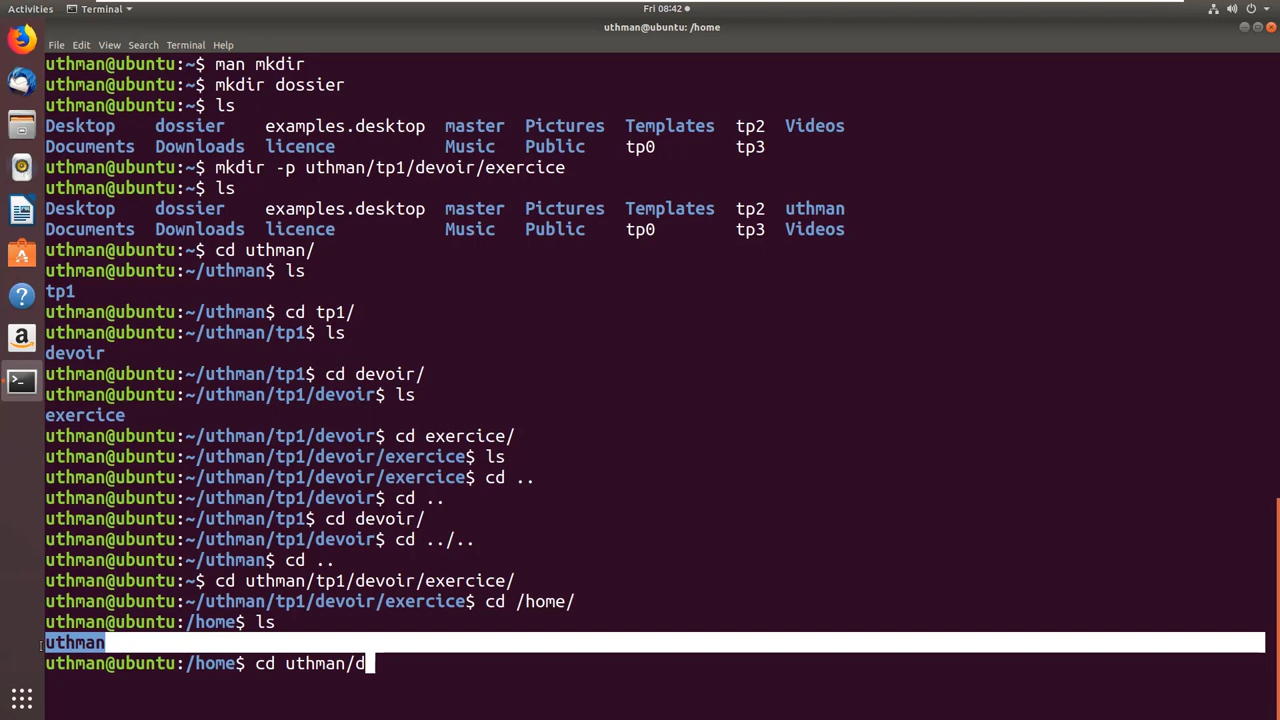 Activities Terminal Fri 08:42
uthman@ubuntu: /home
File Edit View Search Terminal Help
uthman@ubuntu:~$ man mkdir
uthman@ubuntu:~$ mkdir dossier
uthman@ubuntu:~$ ls
Desktop dossier examples.desktop master Pictures Templates tp2 Videos
Documents Downloads licence Music Public tp0 tp3
uthman@ubuntu:~$ mkdir -p uthman/tp1/devoir/exercice
uthman@ubuntu:~$ ls
Desktop dossier examples.desktop master Pictures Templates tp2 uthman
Documents Downloads licence Music Public tp0 tp3 Videos
uthman@ubuntu:~$ cd uthman/
uthman@ubuntu:~/uthman$ ls
tp1
uthman@ubuntu:~/uthman$ cd tp1/
uthman@ubuntu:~/uthman/tp1$ ls
devoir
uthman@ubuntu:~/uthman/tp1$ cd devoir/
uthman@ubuntu:~/uthman/tp1/devoir$ ls
exercice
uthman@ubuntu:~/uthman/tp1/devoir$ cd exercice/
uthman@ubuntu:~/uthman/tp1/devoir/exercice$ ls
uthman@ubuntu:~/uthman/tp1/devoir/exercice$ cd ..
uthman@ubuntu:~/uthman/tp1/devoir$ cd ..
uthman@ubuntu:~/uthman/tp1$ cd devoir/
uthman@ubuntu:~/uthman/tp1/devoir$ cd ../..
uthman@ubuntu:~/uthman$ cd ..
uthman@ubuntu:~$ cd uthman/tp1/devoir/exercice/
uthman@ubuntu:~/uthman/tp1/devoir/exercice$ cd /home/
uthman@ubuntu:/home$ ls
uthman
uthman@ubuntu:/home$ cd uthman/d